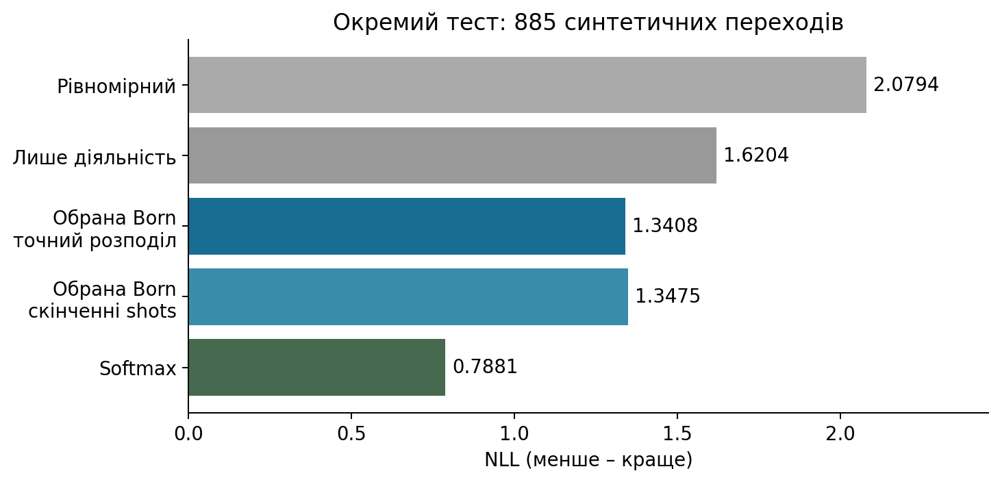 Окремий тест: 885 синтетичних переходів
Рівномірний
2.0794
Лише діяльність
1.6204
Обрана Born
точний розподіл
1.3408
Обрана Born
скінченні shots
1.3475
Softmax
0.7881
0.0 0.5 1.0 1.5 2.0
NLL (менше – краще)